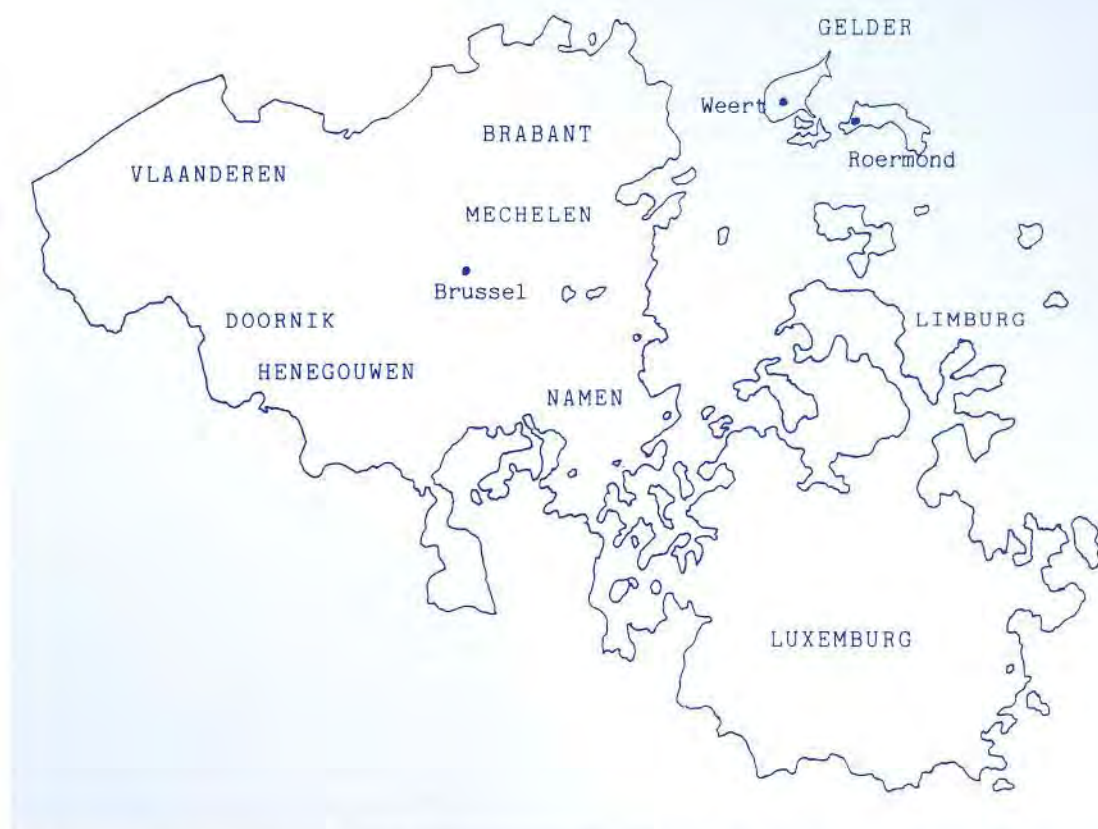 GELDER
Weert
BRABANT
Roermond
VLAANDEREN
MECHELEN
Brussel
DOORNIK
LIMBURG
HENEGOUWEN
NAMEN
LUXEMBURG